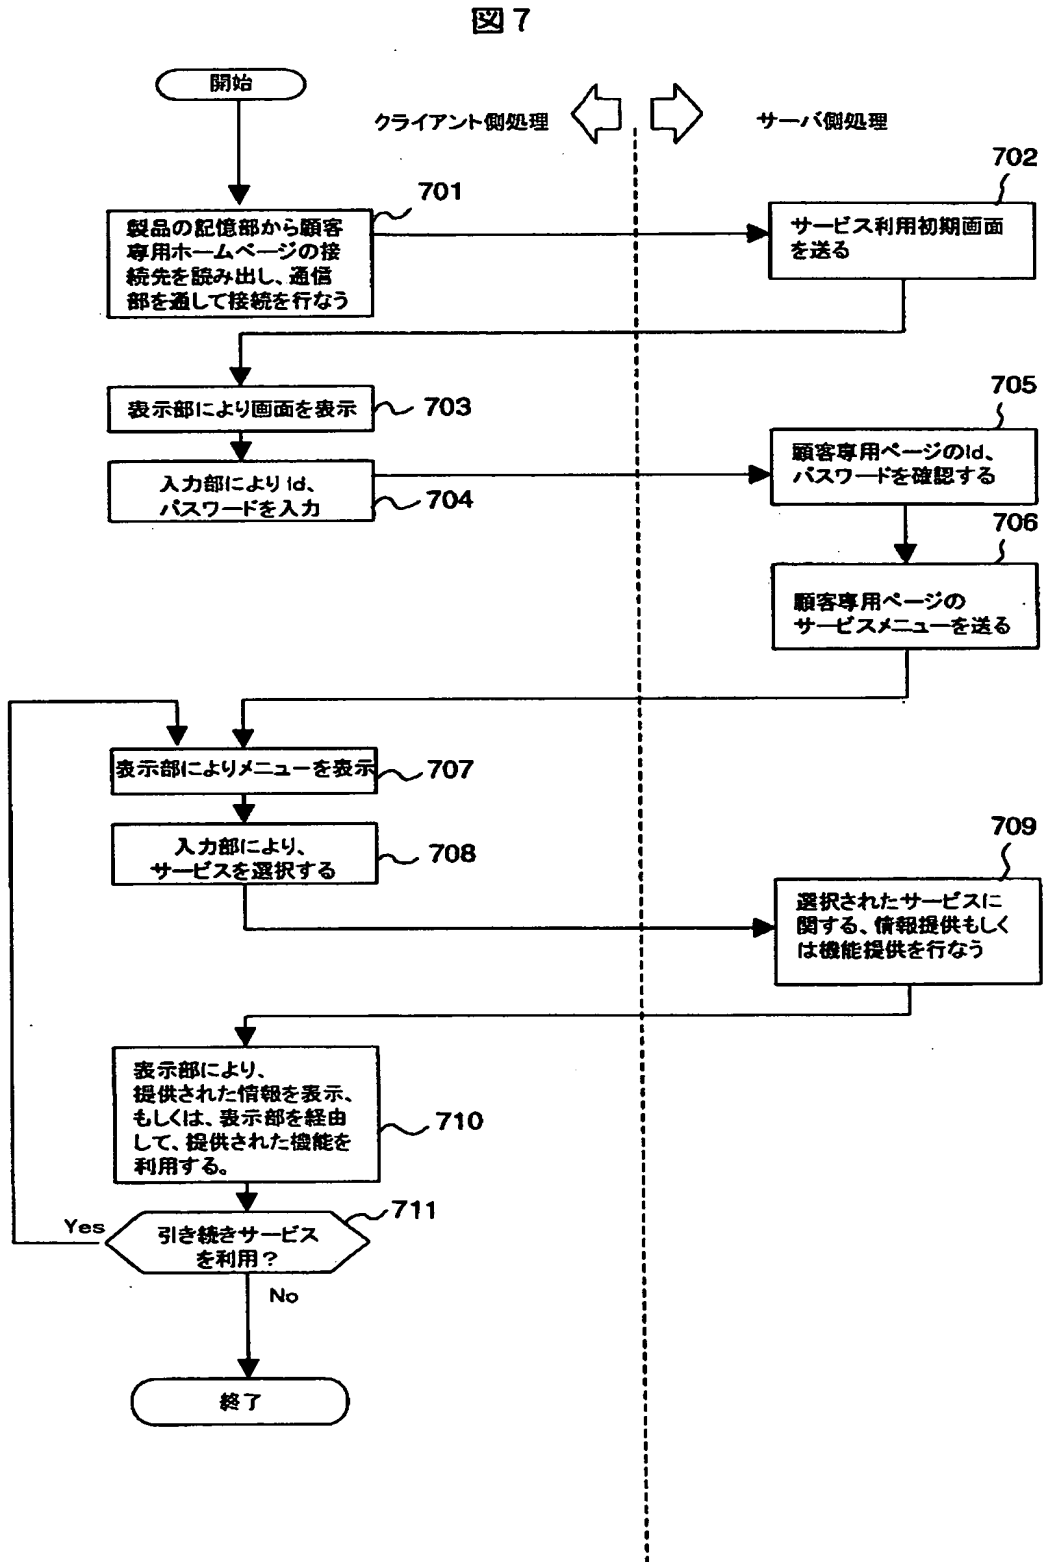 図7
開始
クライアント側処理
サーバ側処理
701
702
製品の記憶部から顧客
専用ホームページの接
続先を読み出し、通信
部を通して接続を行なう
サービス利用初期画面
を送る
表示部により画面を表示
703
705
入力部によりid、
パスワードを入力
704
顧客専用ページのid、
パスワードを確認する
706
顧客専用ページの
サービスメニューを送る
表示部によりメニューを表示
707
入力部により、
サービスを選択する
708
709
選択されたサービスに
関する、情報提供もしく
は機能提供を行なう
表示部により、
提供された情報を表示、
もしくは、表示部を経由
して、提供された機能を
利用する。
710
711
Yes
引き続きサービス
を利用？
No
終了